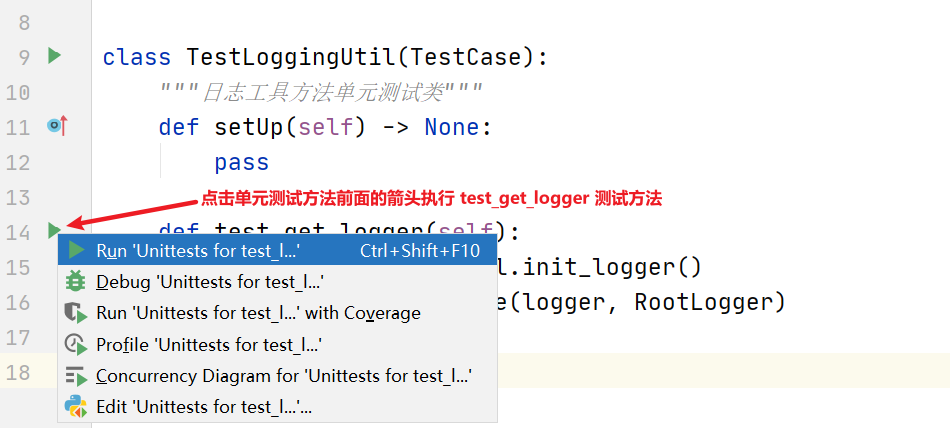 8
9 class TestLoggingUtil(TestCase):
10 """日志工具方法单元测试类"""
11 def setUp(self) -> None:
12 pass
13 点击单元测试方法前面的箭头执行 test_get_logger 测试方法
14 def test_get_logger(self):
Run 'Unittests for test_l...' Ctrl+Shift+F10
15 l.init_logger()
Debug 'Unittests for test_l...'
16 e(logger, RootLogger)
Run 'Unittests for test_l...' with Coverage
17
Profile 'Unittests for test_l...'
18
Concurrency Diagram for 'Unittests for test_l...'
Edit 'Unittests for test_l...'...